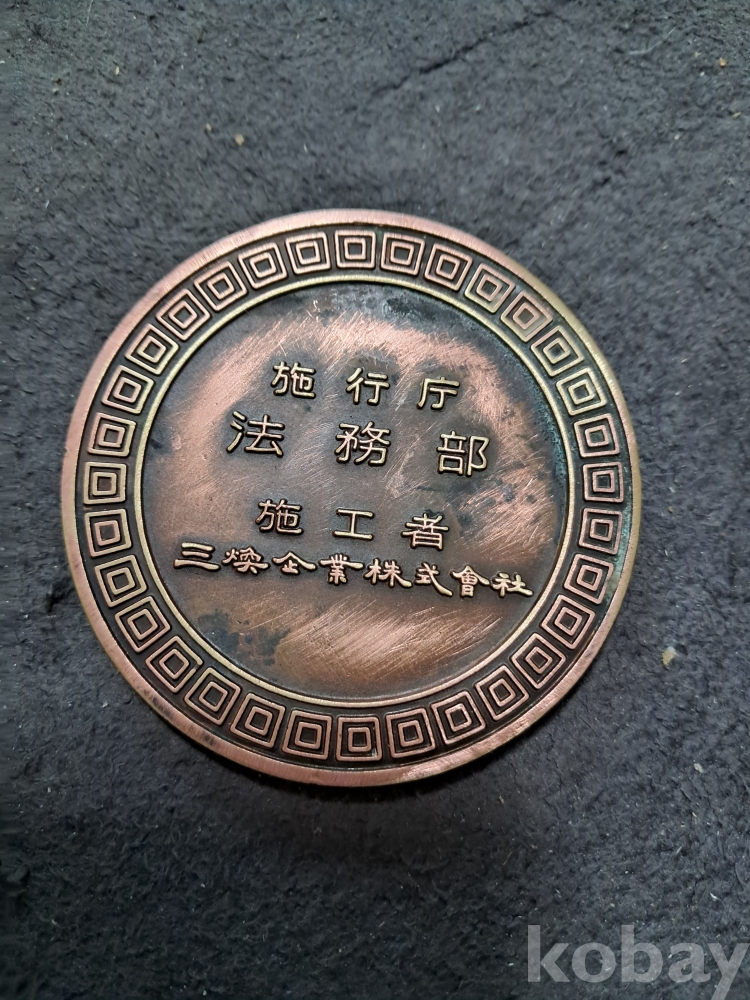 施行庁
法務部
施工者
三煥企業株式會社
kobay